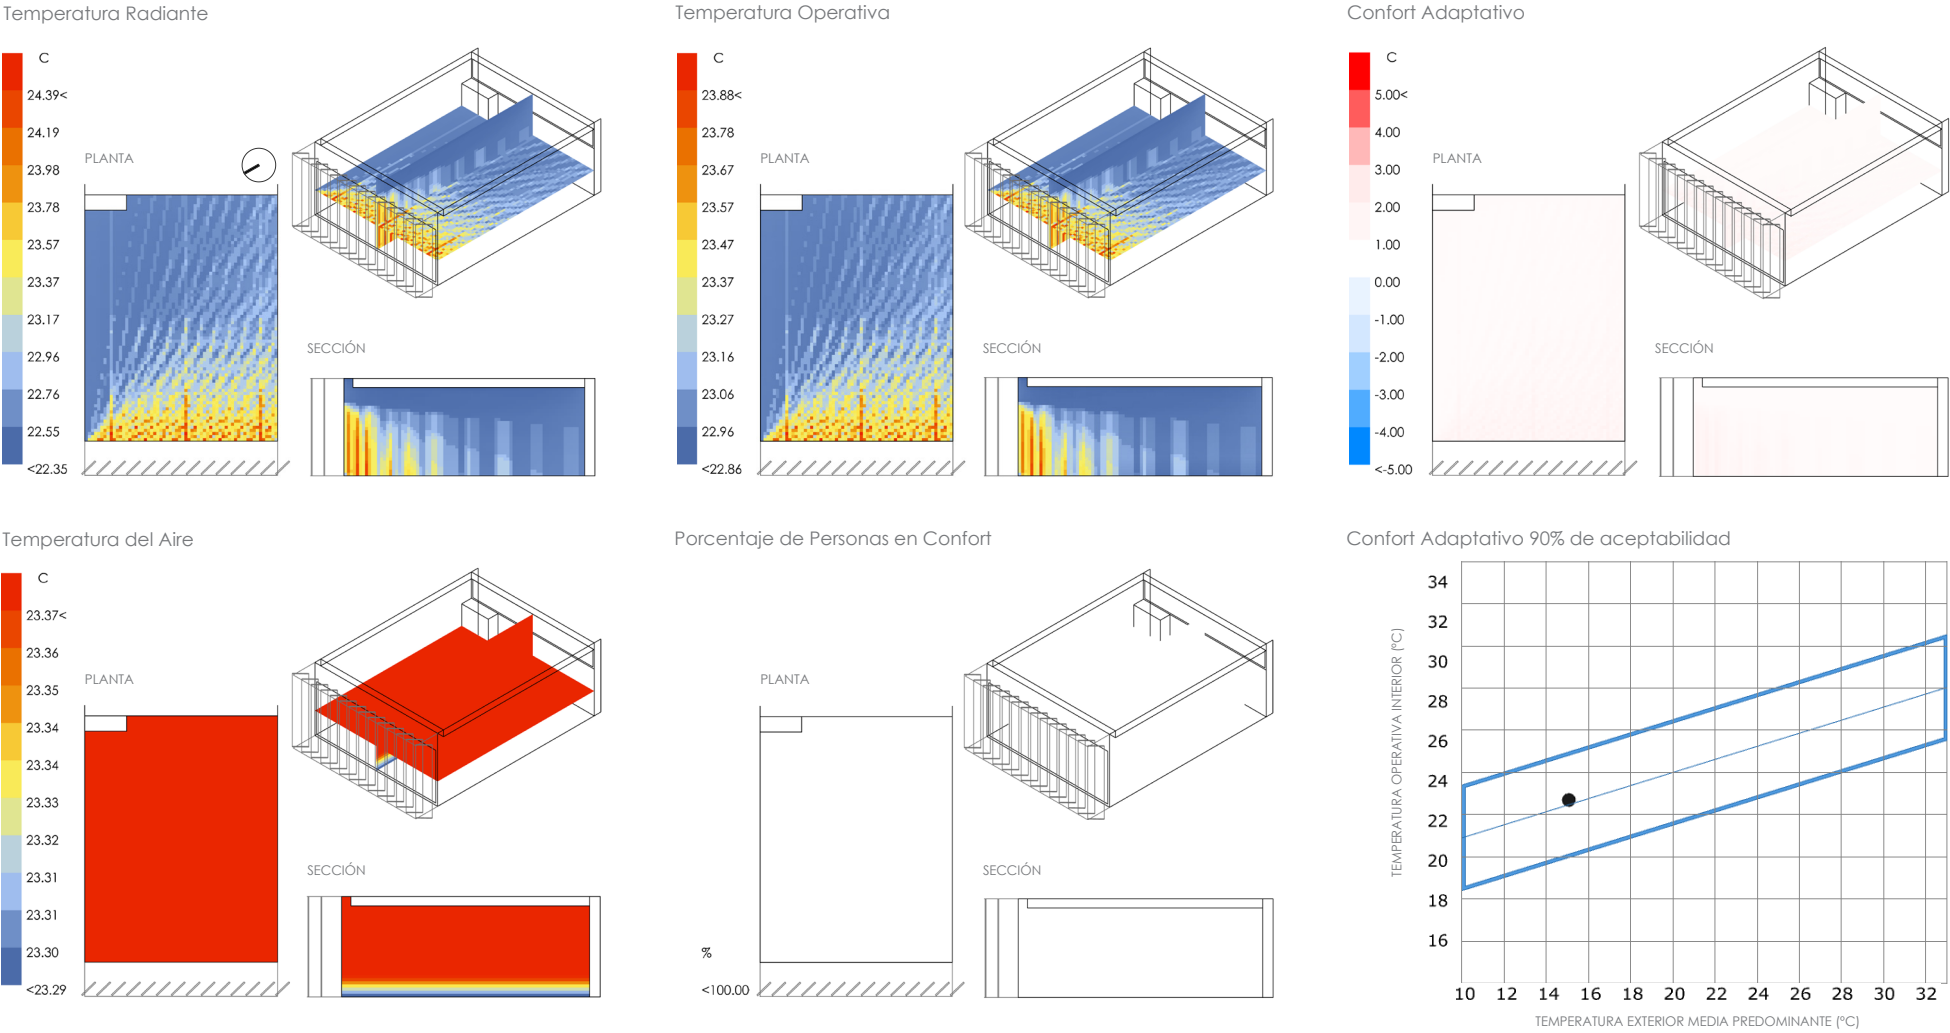 Temperatura Radiante
C
24.39<
24.19
23.98
23.78
23.57
23.37
23.17
22.96
22.76
22.55
<22.35
PLANTA
SECCIÓN
Temperatura Operativa
C
23.88<
23.78
23.67
23.57
23.47
23.37
23.27
23.16
23.06
22.96
<22.86
PLANTA
SECCIÓN
Confort Adaptativo
C
5.00<
4.00
3.00
2.00
1.00
0.00
-1.00
-2.00
-3.00
-4.00
<-5.00
PLANTA
SECCIÓN
Temperatura del Aire
C
23.37<
23.36
23.35
23.34
23.34
23.33
23.32
23.31
23.31
23.30
<23.29
PLANTA
SECCIÓN
Porcentaje de Personas en Confort
PLANTA
SECCIÓN
%
<100.00
Confort Adaptativo 90% de aceptabilidad
TEMPERATURA OPERATIVA INTERIOR (°C)
34
32
30
28
26
24
22
20
18
16
10 12 14 16 18 20 22 24 26 28 30 32
TEMPERATURA EXTERIOR MEDIA PREDOMINANTE (°C)